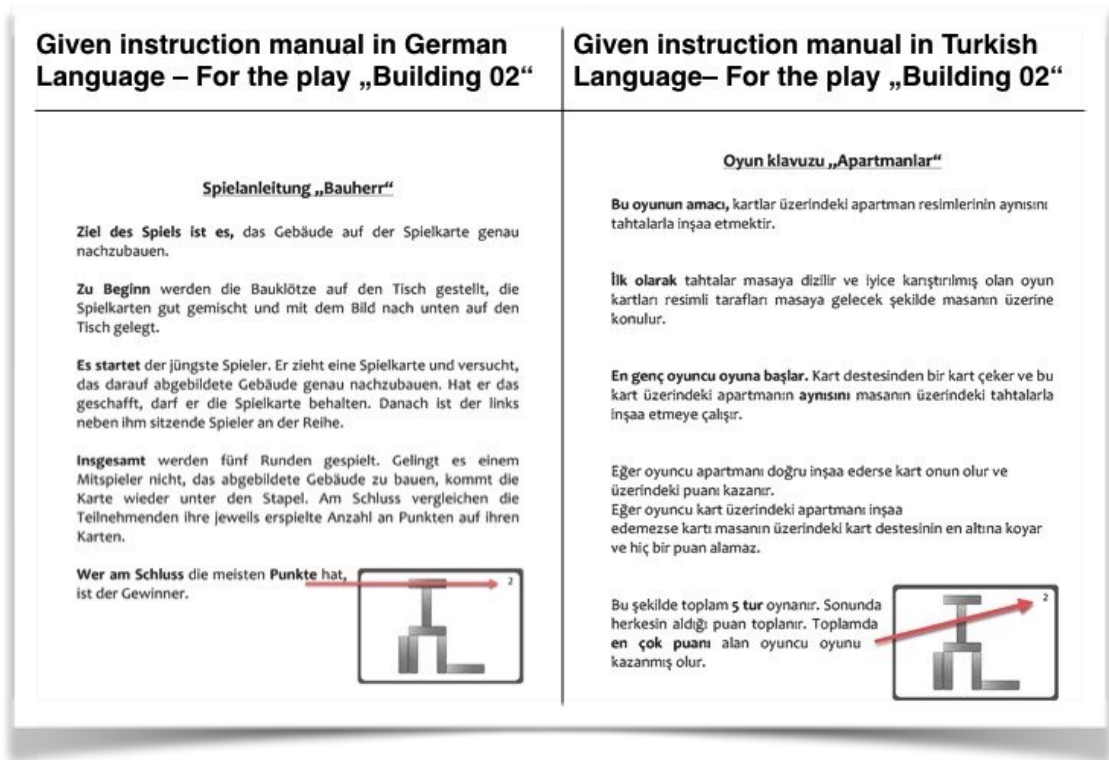 Given instruction manual in German
Language – For the play „Building 02“
Spielanleitung „Bauherr“
Ziel des Spiels ist es, das Gebäude auf der Spielkarte genau
nachzubauen.
Zu Beginn werden die Bauklötze auf den Tisch gestellt, die
Spielkarten gut gemischt und mit dem Bild nach unten auf den
Tisch gelegt.
Es startet der jüngste Spieler. Er zieht eine Spielkarte und versucht,
das darauf abgebildete Gebäude genau nachzubauen. Hat er das
geschafft, darf er die Spielkarte behalten. Danach ist der links
neben ihm sitzende Spieler an der Reihe.
Insgesamt werden fünf Runden gespielt. Gelingt es einem
Mitspieler nicht, das abgebildete Gebäude zu bauen, kommt die
Karte wieder unter den Stapel. Am Schluss vergleichen die
Teilnehmenden ihre jeweils erspielte Anzahl an Punkten auf ihren
Karten.
Wer am Schluss die meisten Punkte hat,
ist der Gewinner.
2
Given instruction manual in Turkish
Language– For the play „Building 02“
Oyun klavuzu „Apartmanlar“
Bu oyunun amacı, kartlar üzerindeki apartman resimlerinin aynısını
tahtalarla inşaa etmektir.
İlk olarak tahtalar masaya dizilir ve iyice karıştırılmış olan oyun
kartları resimli tarafları masaya gelecek şekilde masanın üzerine
konulur.
En genç oyuncu oyuna başlar. Kart destesinden bir kart çeker ve bu
kart üzerindeki apartmanın aynısını masanın üzerindeki tahtalarla
inşaa etmeye çalışır.
Eğer oyuncu apartmanı doğru inşaa ederse kart onun olur ve
üzerindeki puanı kazanır.
Eğer oyuncu kart üzerindeki apartmanı inşaa
edemezse kartı masanın üzerindeki kart destesinin en altına koyar
ve hiç bir puan alamaz.
Bu şekilde toplam 5 tur oynanır. Sonunda
herkesin aldığı puan toplanır. Toplamda
en çok puanı alan oyuncu oyunu
kazanmış olur.
2